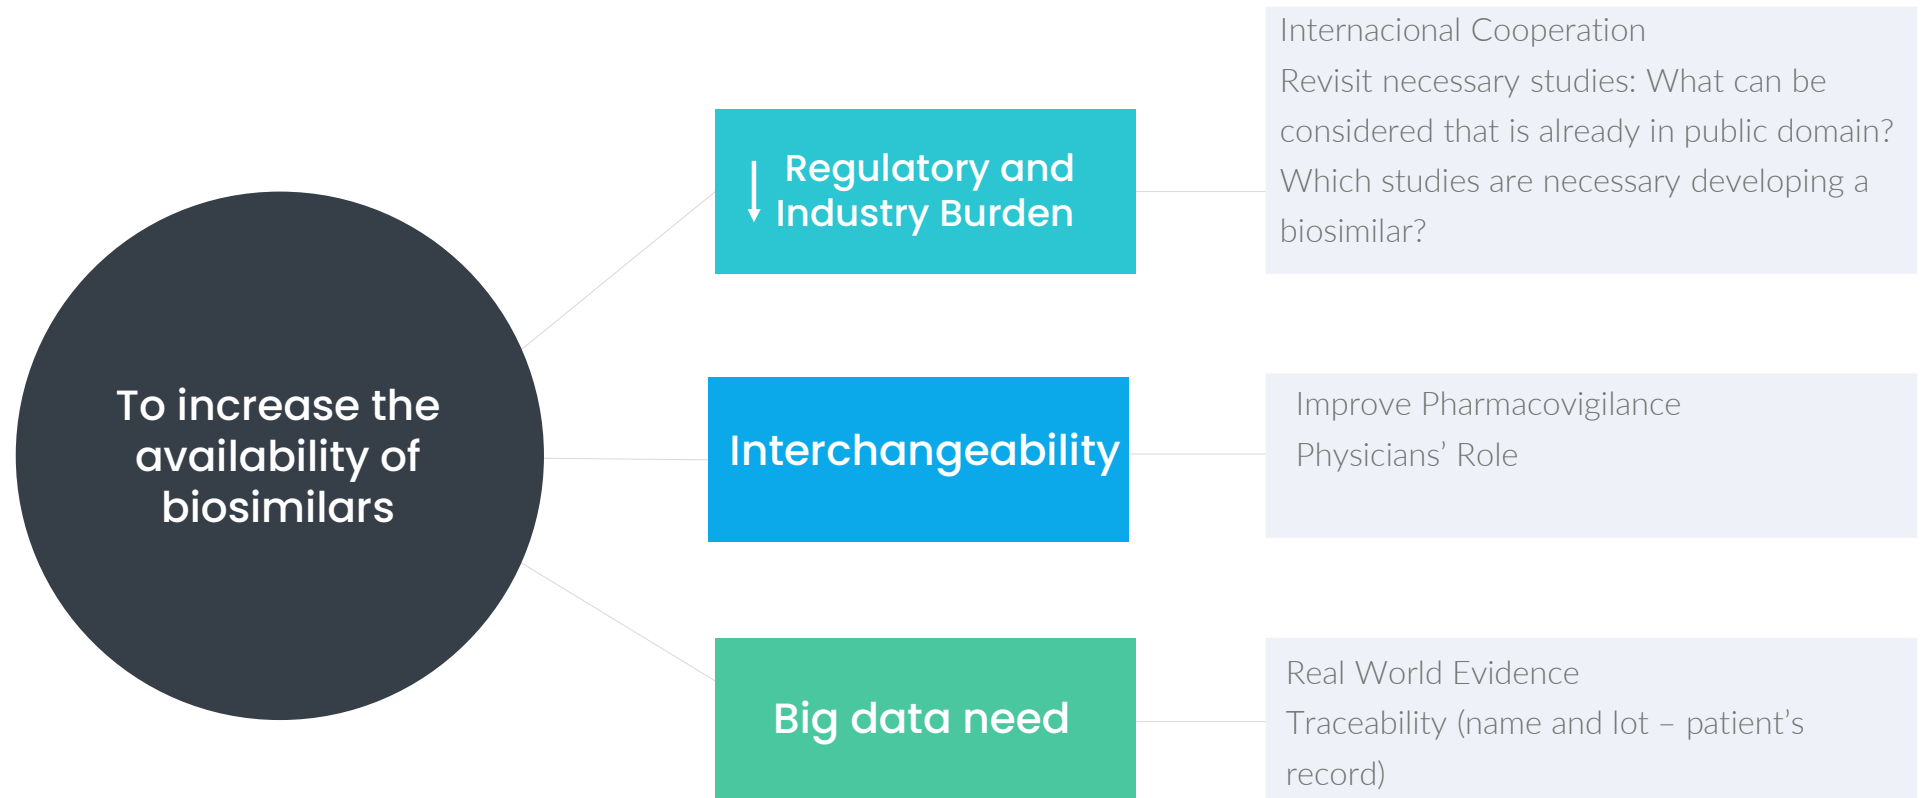 To increase the
availability of
biosimilars
Regulatory and
Industry Burden
Internacional Cooperation
Revisit necessary studies: What can be
considered that is already in public domain?
Which studies are necessary developing a
biosimilar?
Interchangeability
Improve Pharmacovigilance
Physicians’ Role
Big data need
Real World Evidence
Traceability (name and lot – patient’s
record)